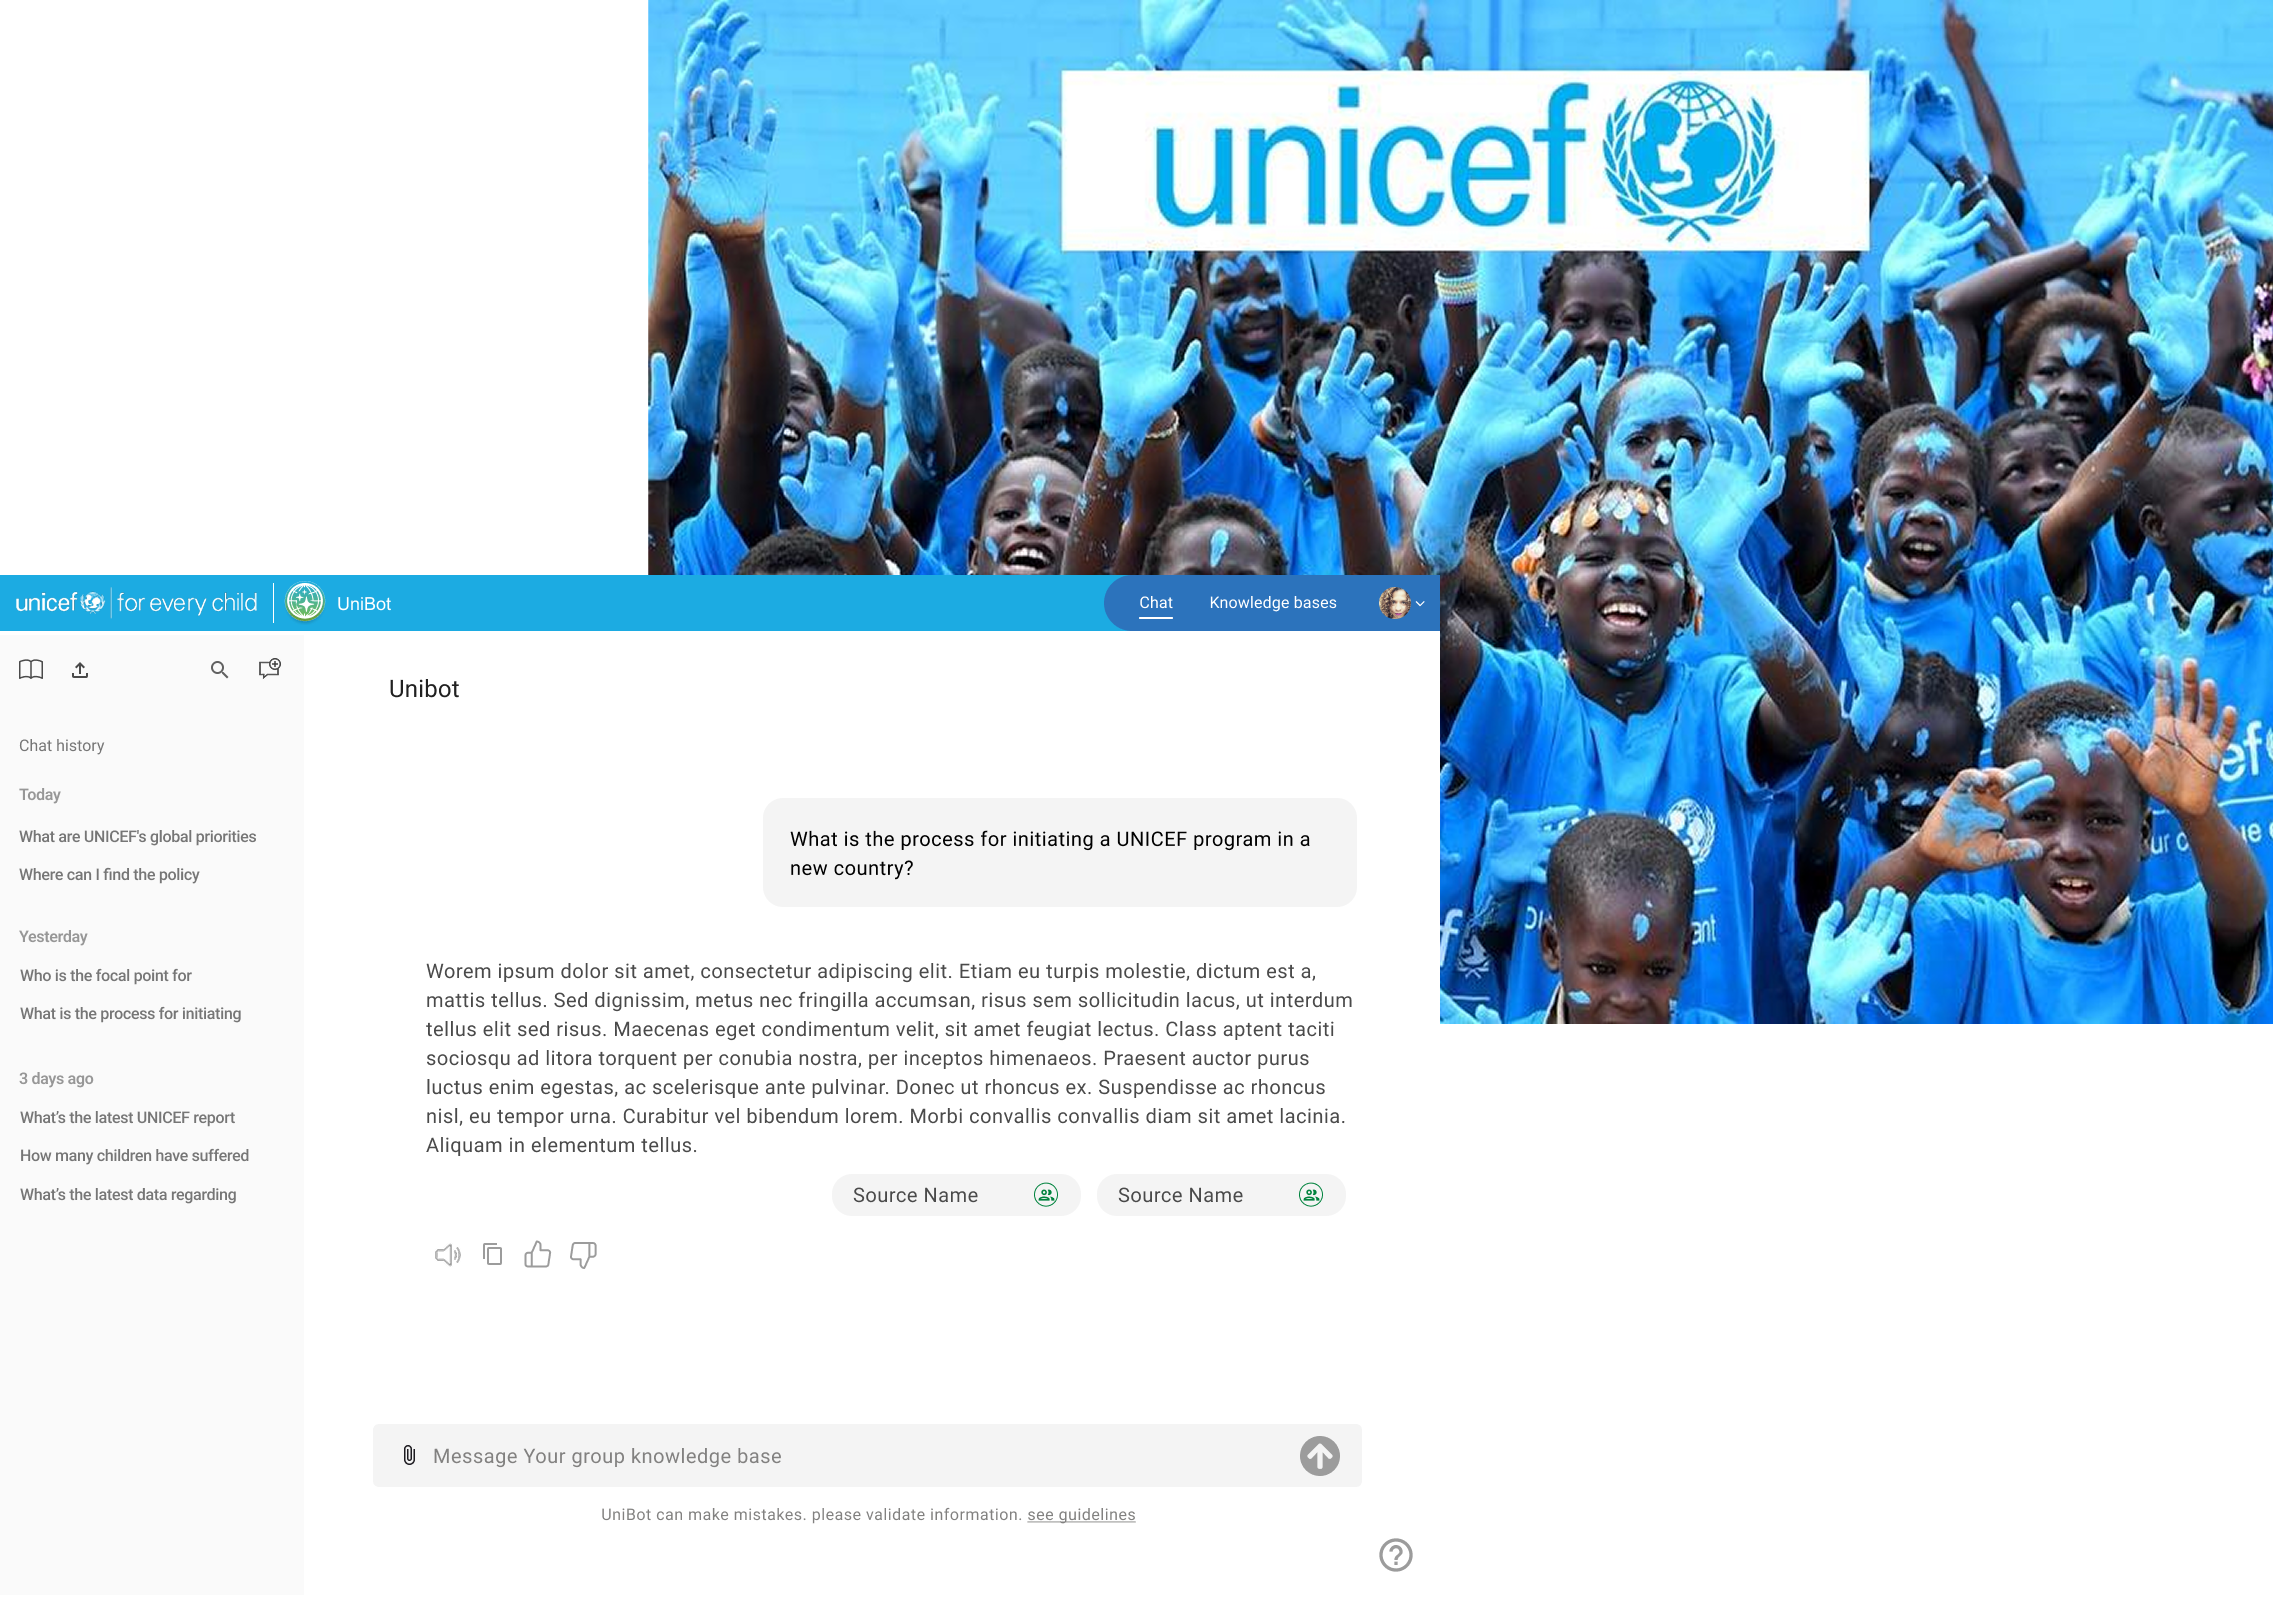 unicef
unicef | for every child
UniBot
Chat
Knowledge bases
Unibot
Chat history
Today
What are UNICEF's global priorities
Where can I find the policy
Yesterday
Who is the focal point for
What is the process for initiating
3 days ago
What's the latest UNICEF report
How many children have suffered
What's the latest data regarding
What is the process for initiating a UNICEF program in a
new country?
Worem ipsum dolor sit amet, consectetur adipiscing elit. Etiam eu turpis molestie, dictum est a,
mattis tellus. Sed dignissim, metus nec fringilla accumsan, risus sem sollicitudin lacus, ut interdum
tellus elit sed risus. Maecenas eget condimentum velit, sit amet feugiat lectus. Class aptent taciti
sociosqu ad litora torquent per conubia nostra, per inceptos himenaeos. Praesent auctor purus
luctus enim egestas, ac scelerisque ante pulvinar. Donec ut rhoncus ex. Suspendisse ac rhoncus
nisl, eu tempor urna. Curabitur vel bibendum lorem. Morbi convallis convallis diam sit amet lacinia.
Aliquam in elementum tellus.
Source Name
Source Name
Message Your group knowledge base
UniBot can make mistakes. please validate information. see guidelines